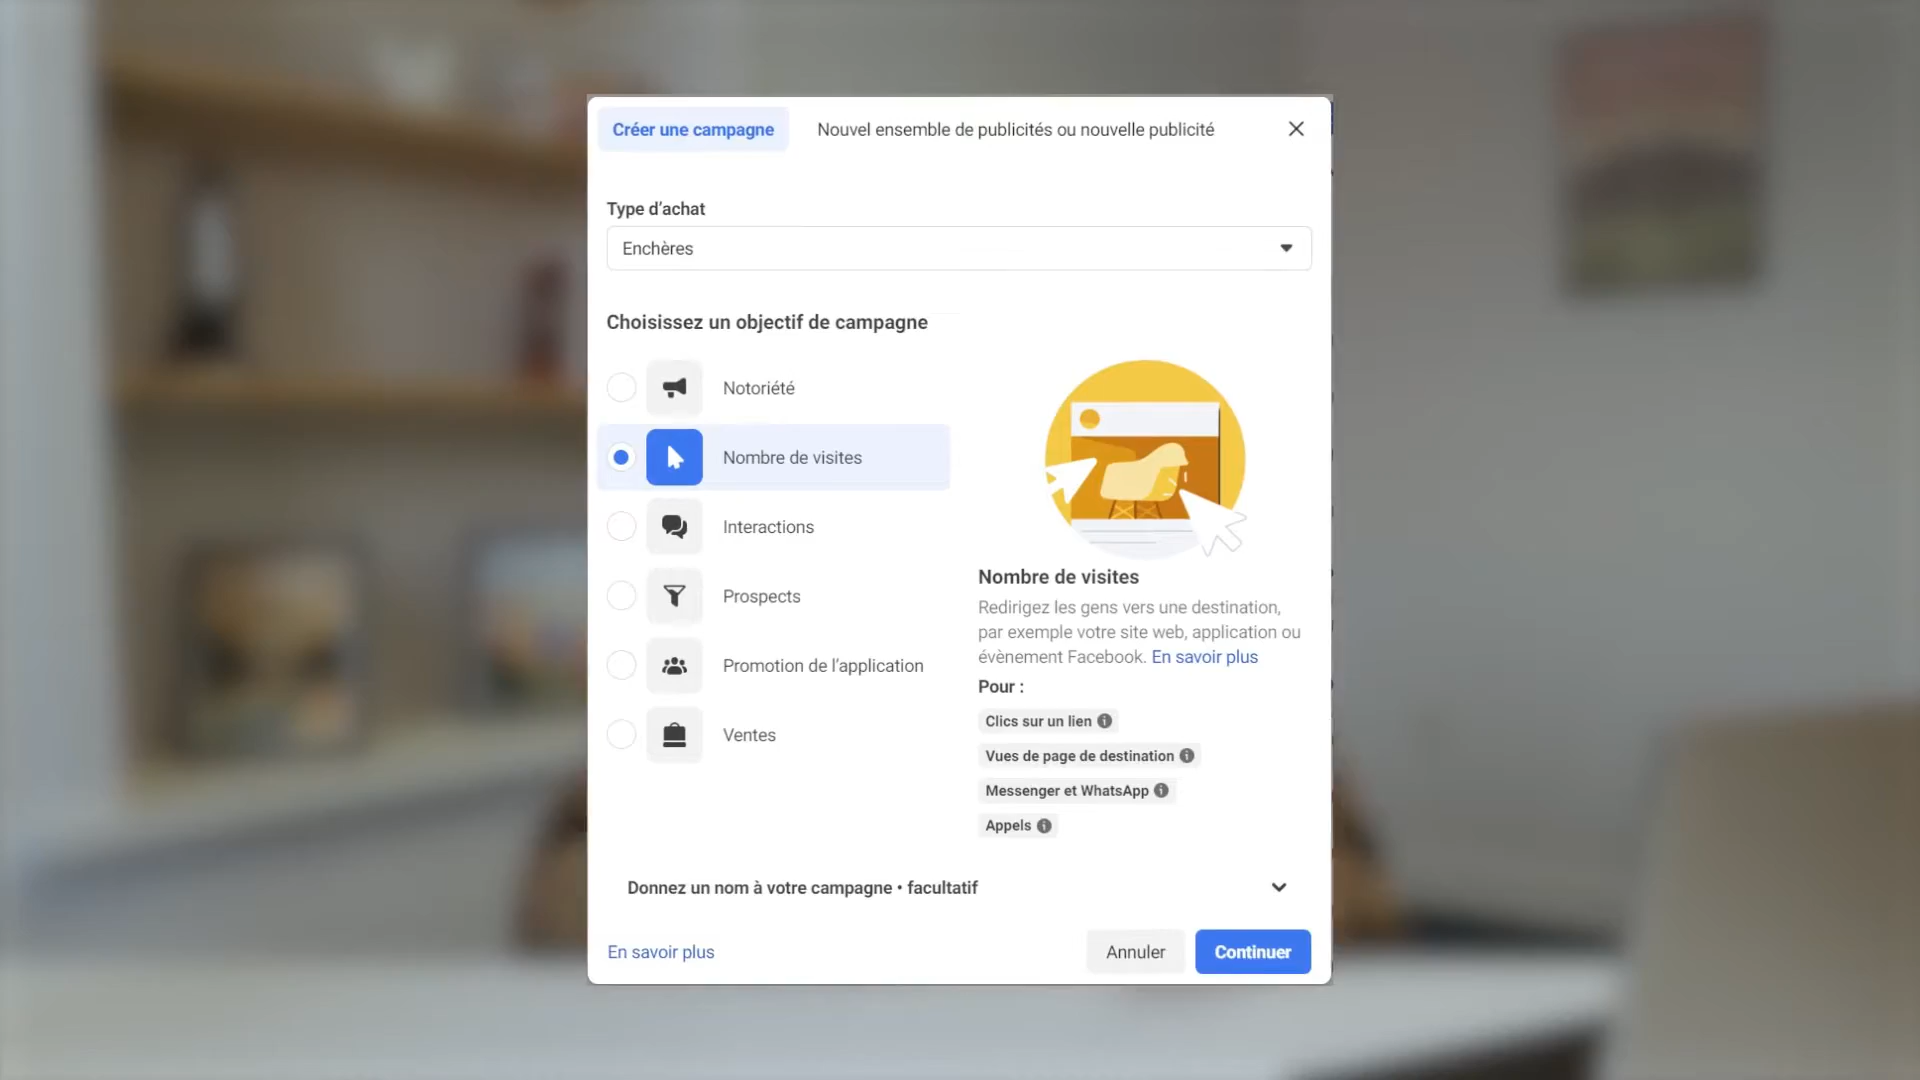 Créer une campagne
Nouvel ensemble de publicités ou nouvelle publicité
Type d’achat
Enchères
Choisissez un objectif de campagne
Notoriété
Nombre de visites
Interactions
Prospects
Promotion de l’application
Ventes
Nombre de visites
Redirigez les gens vers une destination,
par exemple votre site web, application ou
évènement Facebook. En savoir plus
Pour :
Clics sur un lien
Vues de page de destination
Messenger et WhatsApp
Appels
Donnez un nom à votre campagne • facultatif
En savoir plus
Annuler
Continuer